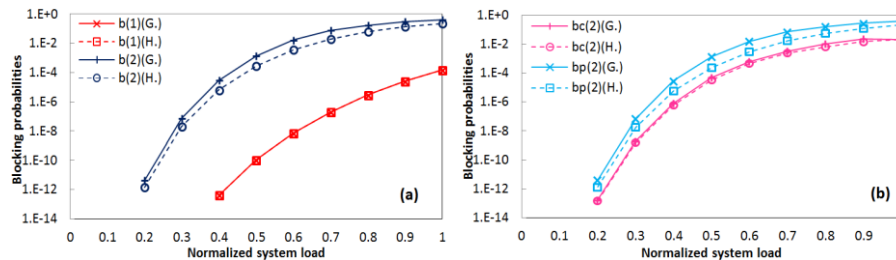 1.E+0
1.E-2
1.E-4
1.E-6
1.E-8
1.E-10
1.E-12
1.E-14
Blocking probabilities
b(1)(G.)
b(1)(H.)
b(2)(G.)
b(2)(H.)
(a)
0 0.1 0.2 0.3 0.4 0.5 0.6 0.7 0.8 0.9 1
Normalized system load
1.E+0
1.E-2
1.E-4
1.E-6
1.E-8
1.E-10
1.E-12
1.E-14
Blocking probabilities
bc(2)(G.)
bc(2)(H.)
bp(2)(G.)
bp(2)(H.)
(b)
0 0.1 0.2 0.3 0.4 0.5 0.6 0.7 0.8 0.9
Normalized system load